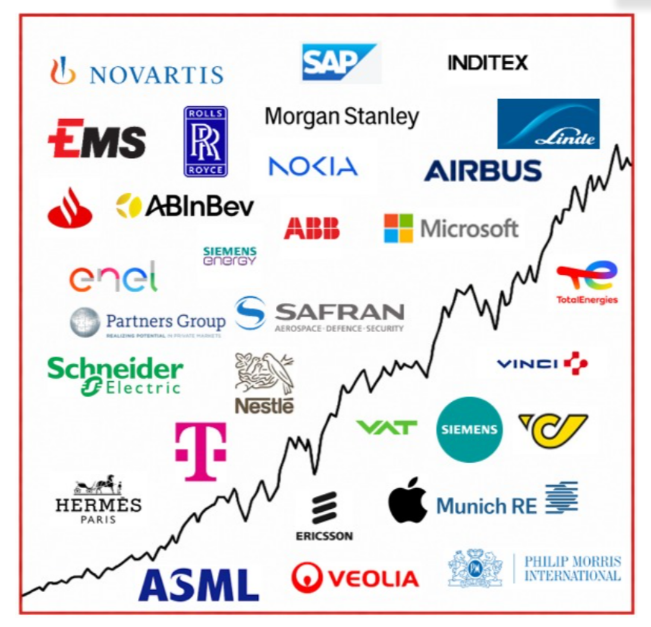 NOVARTIS
SAP
INDITEX
EMS
ROLLS
RR
ROYCE
Morgan Stanley
Linde
NOKIA
AIRBUS
ABInBev
ABB
Microsoft
SIEMENS
energy
enel
TotalEnergies
Partners Group
REALIZING POTENTIAL IN PRIVATE MARKETS
SAFRAN
AEROSPACE · DEFENCE · SECURITY
Schneider
Electric
Nestlē
VINCI
T
VAT
SIEMENS
HERMÈS
PARIS
ERICSSON
Munich RE
ASML
VEOLIA
PM
PHILIP MORRIS
INTERNATIONAL